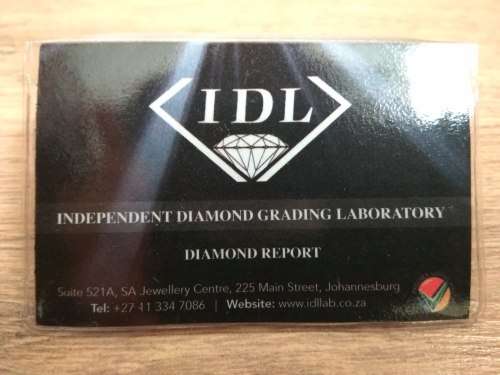 IDL
INDEPENDENT DIAMOND GRADING LABORATORY
DIAMOND REPORT
Suite 521A, SA Jewellery Centre, 225 Main Street, Johannesburg
Tel: +27 11 334 7086 | Website: www.idllab.co.za